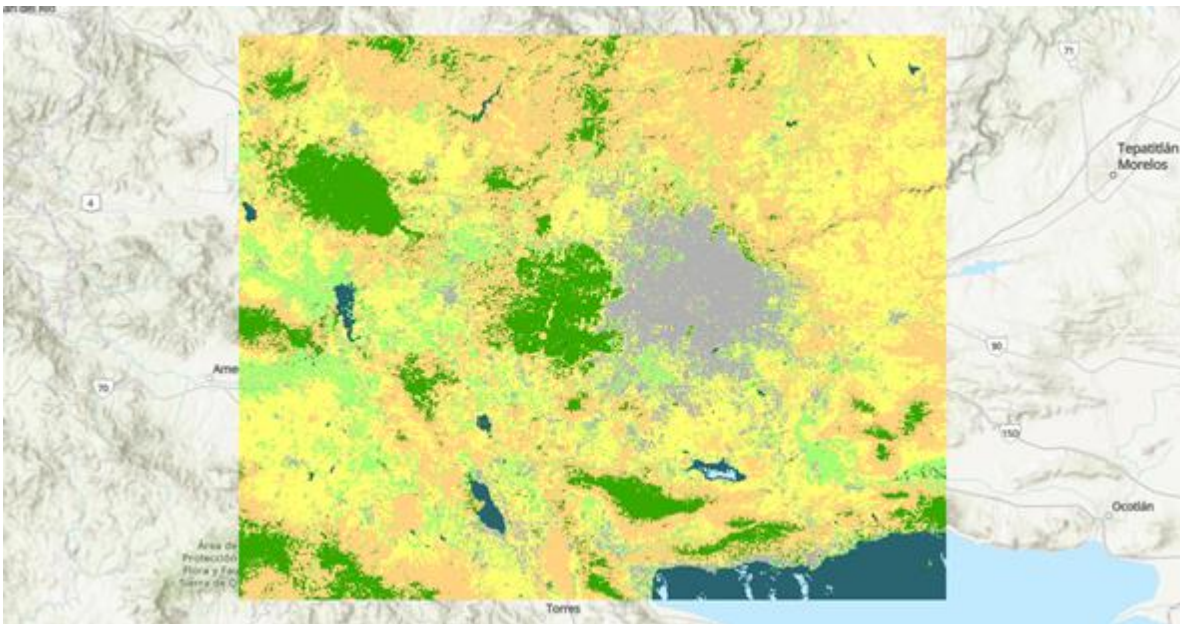 71
Tepatitlán
Morelos
4
90
Ame
70
150
Ocotlán
Área de
Protección
Flora y Fau
Sierra de Q
Torres